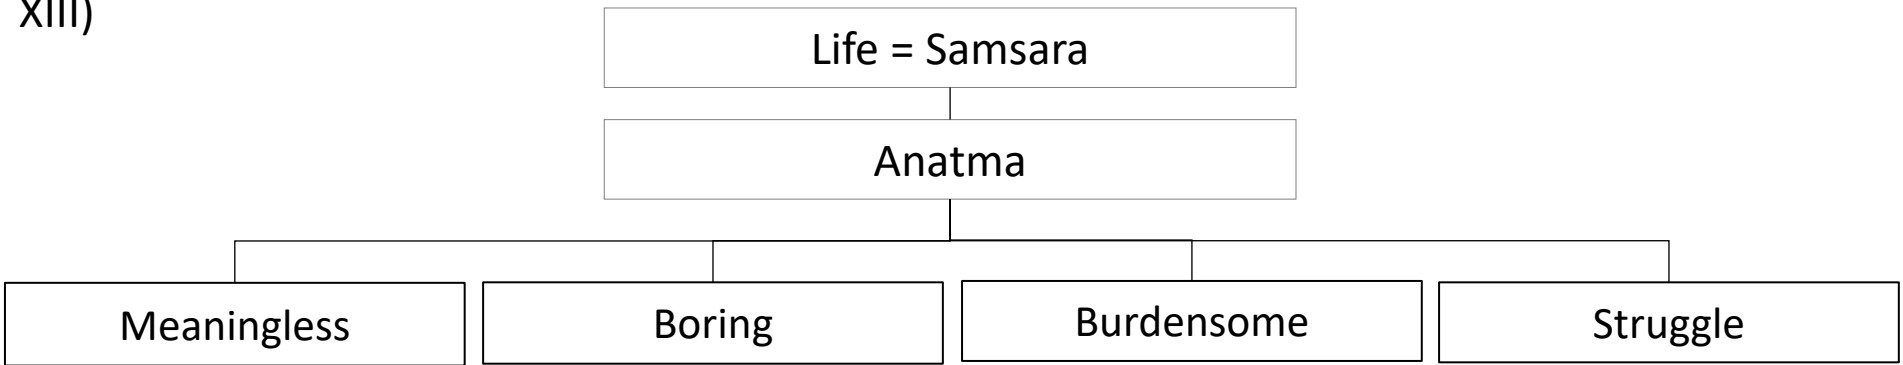 XIII)
Life = Samsara
Anatma
Meaningless
Boring
Burdensome
Struggle